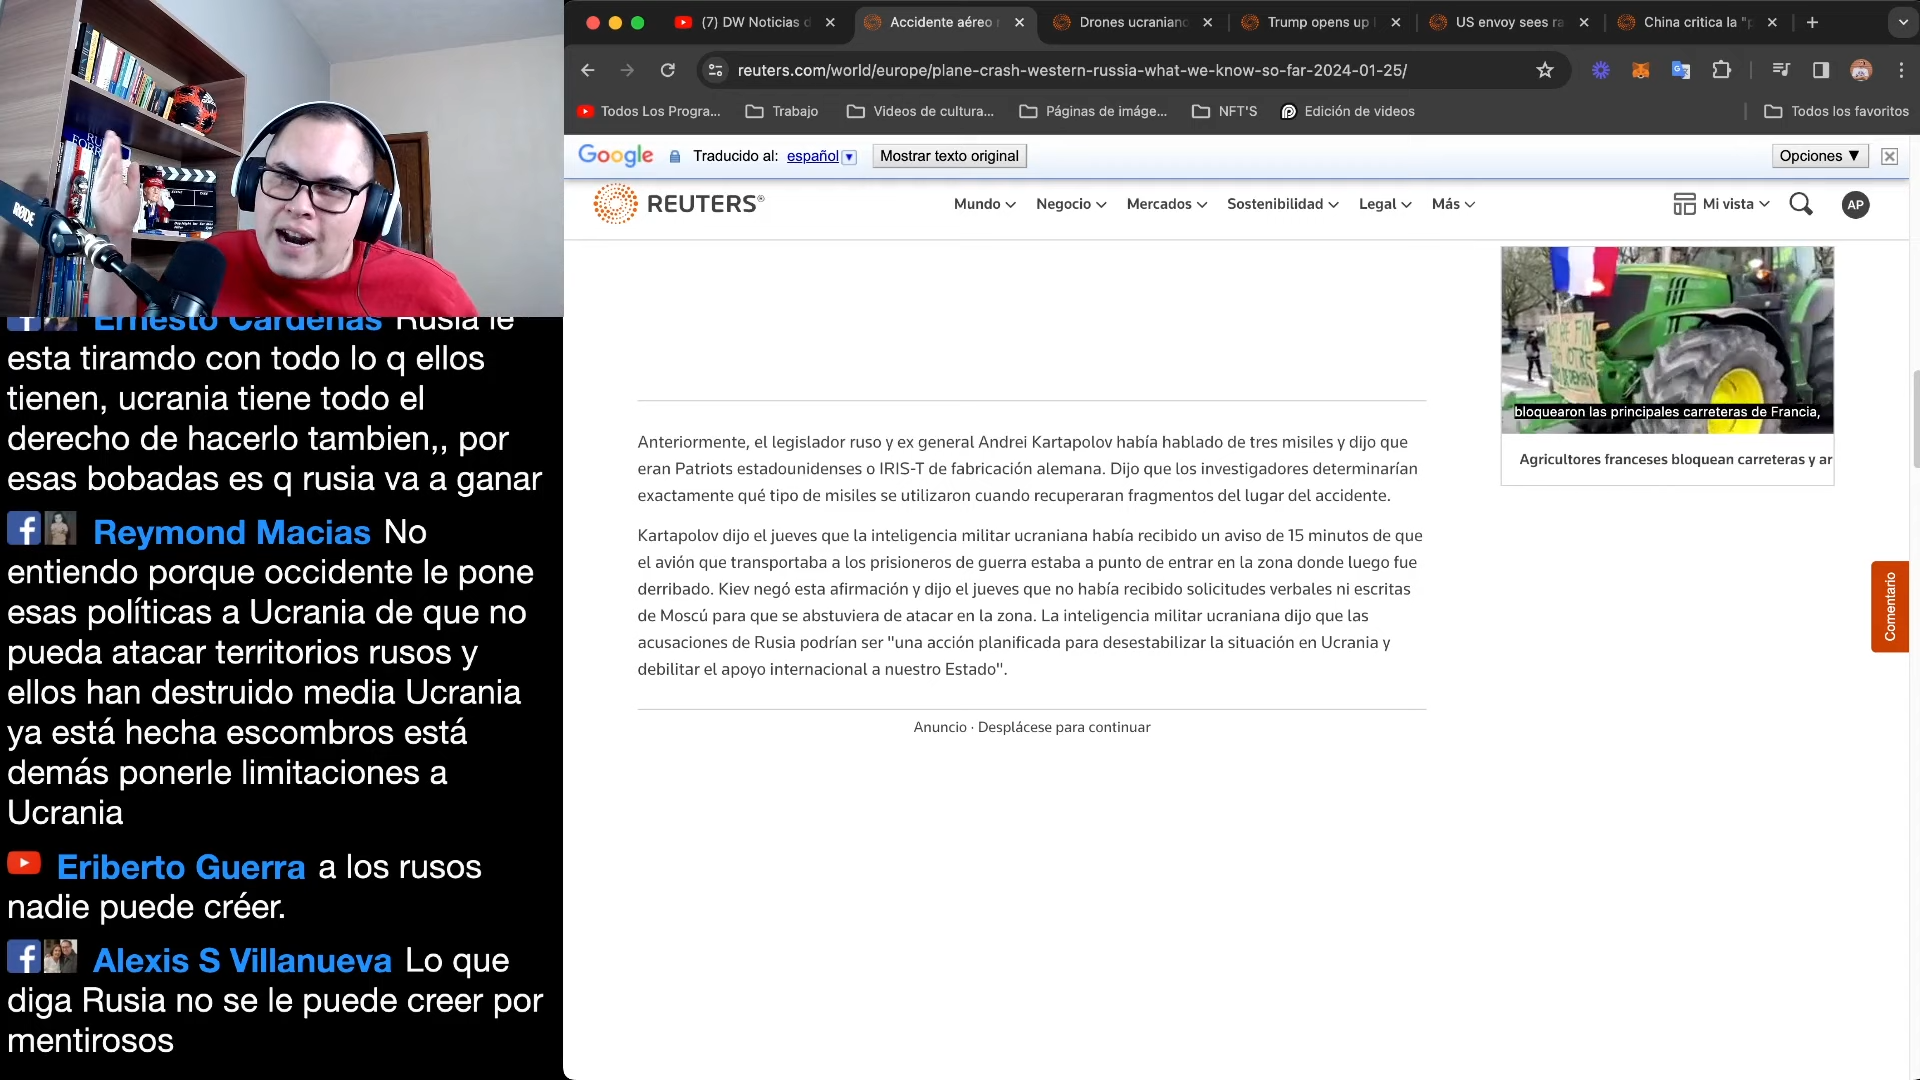 (7) DW Noticias d
Accidente aéreo r
Drones ucraniano
Trump opens up
US envoy sees ra
China critica la "p
reuters.com/world/europe/plane-crash-western-russia-what-we-know-so-far-2024-01-25/
Todos Los Progra...
Trabajo
Videos de cultura...
Páginas de imáge...
NFT'S
Edición de videos
Todos los favoritos
Google
Traducido al: español
Mostrar texto original
Opciones ▼
REUTERS®
Mundo
Negocio
Mercados
Sostenibilidad
Legal
Más
Mi vista
AP
RØDE
bloquearon las principales carreteras de Francia,
Agricultores franceses bloquean carreteras y ar
Anteriormente, el legislador ruso y ex general Andrei Kartapolov había hablado de tres misiles y dijo que
eran Patriots estadounidenses o IRIS-T de fabricación alemana. Dijo que los investigadores determinarían
exactamente qué tipo de misiles se utilizaron cuando recuperaran fragmentos del lugar del accidente.
Kartapolov dijo el jueves que la inteligencia militar ucraniana había recibido un aviso de 15 minutos de que
el avión que transportaba a los prisioneros de guerra estaba a punto de entrar en la zona donde luego fue
derribado. Kiev negó esta afirmación y dijo el jueves que no había recibido solicitudes verbales ni escritas
de Moscú para que se abstuviera de atacar en la zona. La inteligencia militar ucraniana dijo que las
acusaciones de Rusia podrían ser "una acción planificada para desestabilizar la situación en Ucrania y
debilitar el apoyo internacional a nuestro Estado".
Anuncio · Desplácese para continuar
Comentario
Ernesto Cardenas Rusia le
esta tiramdo con todo lo q ellos
tienen, ucrania tiene todo el
derecho de hacerlo tambien,, por
esas bobadas es q rusia va a ganar
Reymond Macias No
entiendo porque occidente le pone
esas políticas a Ucrania de que no
pueda atacar territorios rusos y
ellos han destruido media Ucrania
ya está hecha escombros está
demás ponerle limitaciones a
Ucrania
Eriberto Guerra a los rusos
nadie puede créer.
Alexis S Villanueva Lo que
diga Rusia no se le puede creer por
mentirosos